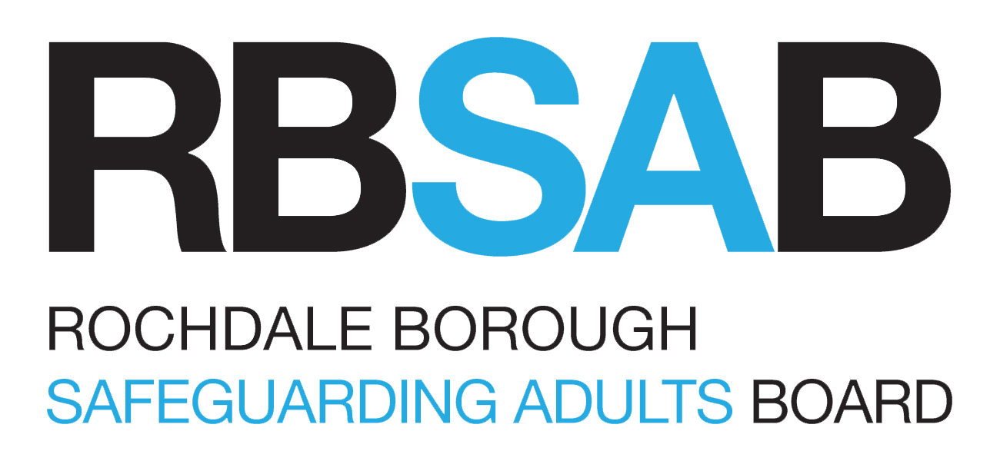 RBSAB
ROCHDALE BOROUGH
SAFEGUARDING ADULTS BOARD